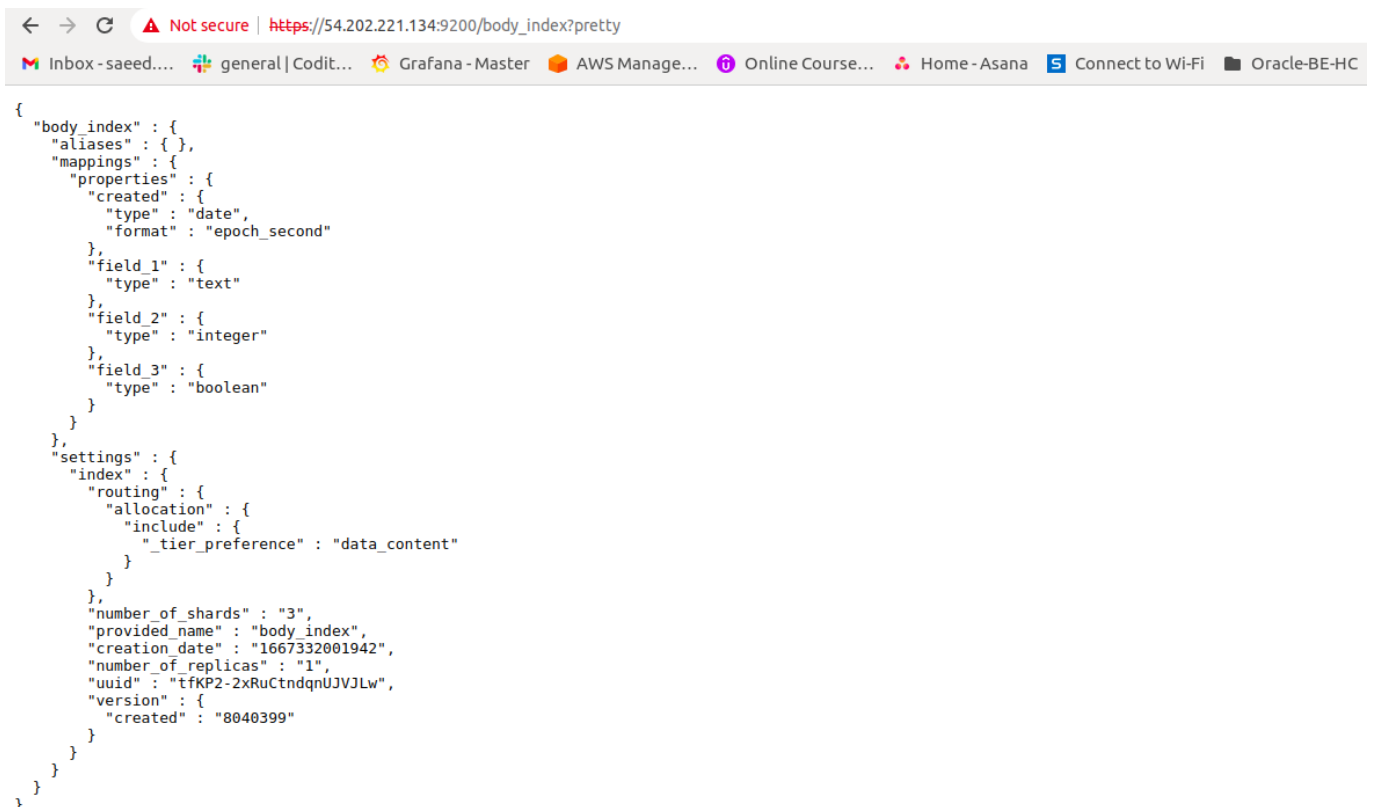 Not secure | https://54.202.221.134:9200/body_index?pretty
Inbox - saeed.... general | Codit... Grafana - Master AWS Manage... Online Course... Home - Asana S Connect to Wi-Fi Oracle-BE-HC
{
  "body_index" : {
    "aliases" : { },
    "mappings" : {
      "properties" : {
        "created" : {
          "type" : "date",
          "format" : "epoch_second"
        },
        "field_1" : {
          "type" : "text"
        },
        "field_2" : {
          "type" : "integer"
        },
        "field_3" : {
          "type" : "boolean"
        }
      }
    },
    "settings" : {
      "index" : {
        "routing" : {
          "allocation" : {
            "include" : {
              "_tier_preference" : "data_content"
            }
          }
        },
        "number_of_shards" : "3",
        "provided_name" : "body_index",
        "creation_date" : "1667332001942",
        "number_of_replicas" : "1",
        "uuid" : "tfKP2-2xRuCtndqnUJVJLw",
        "version" : {
          "created" : "8040399"
        }
      }
    }
  }
}